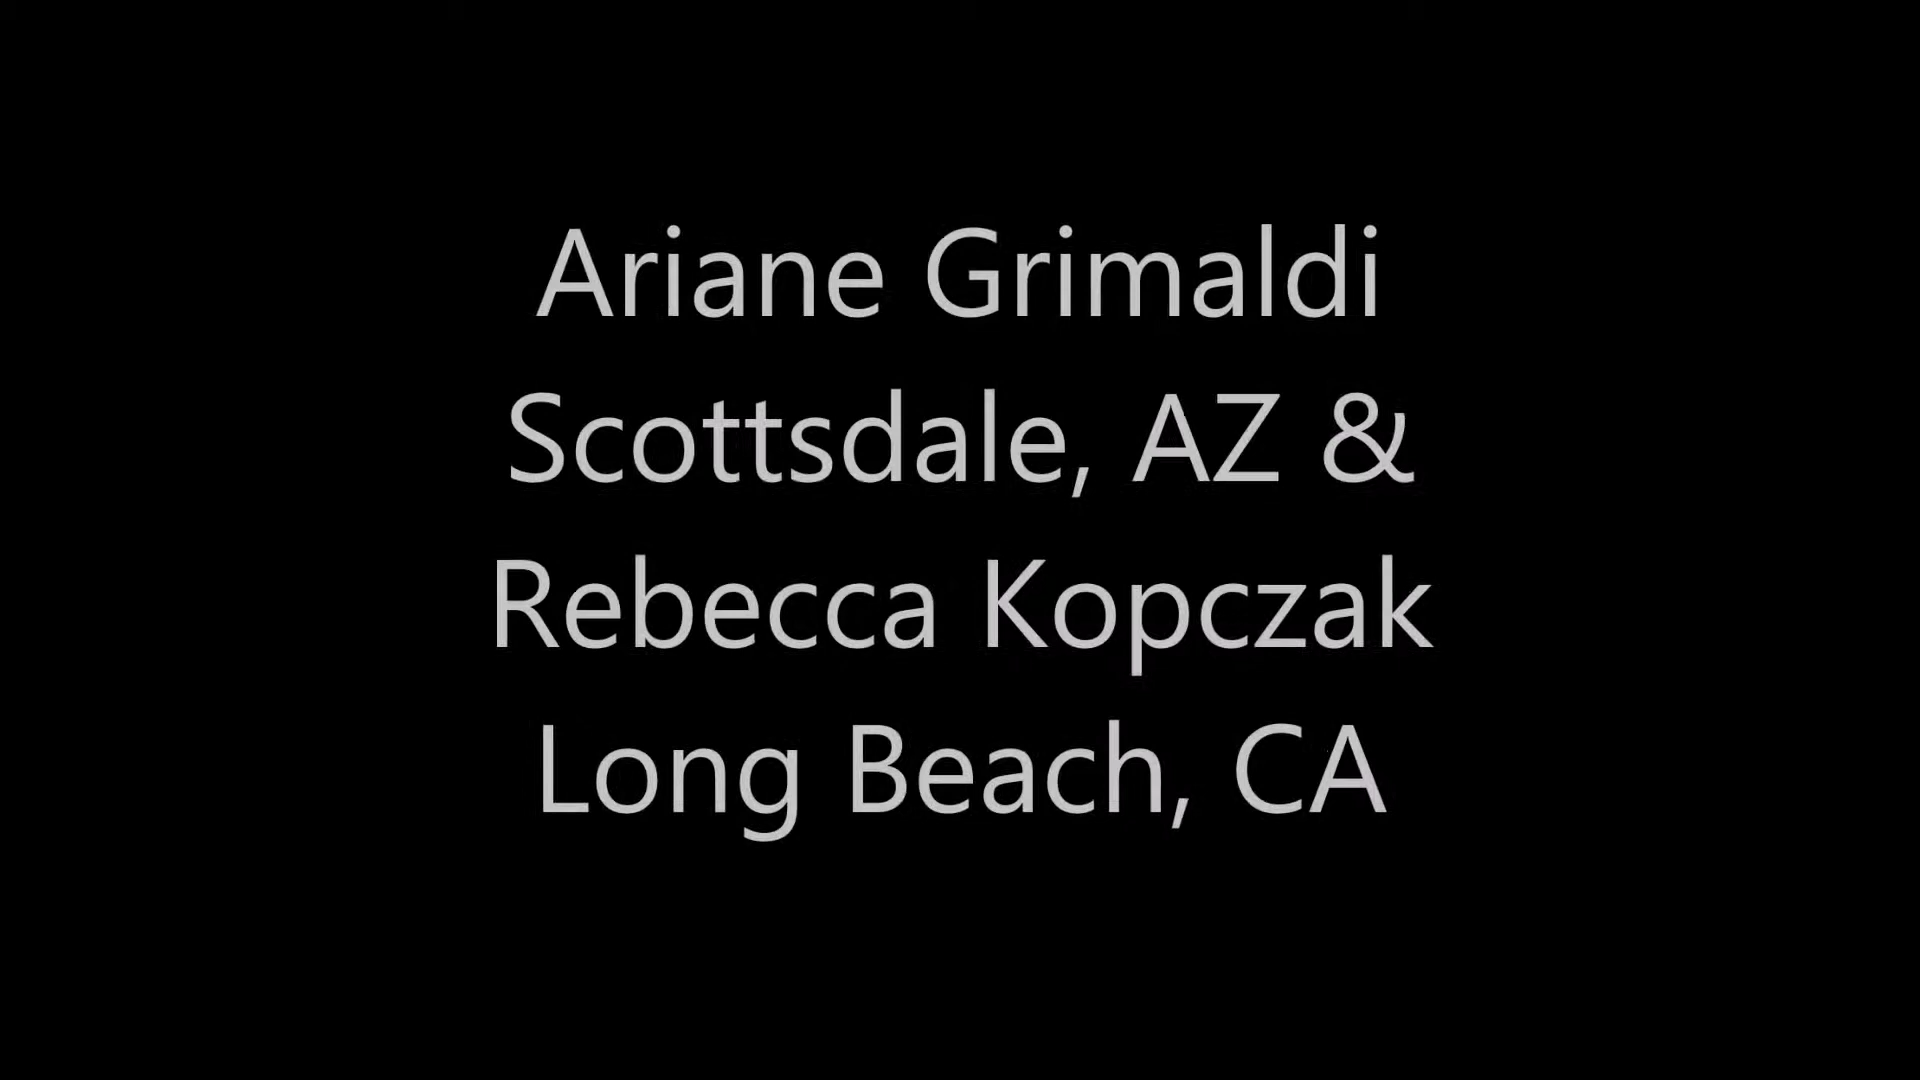 Ariane Grimaldi
Scottsdale, AZ &
Rebecca Kopczak
Long Beach, CA